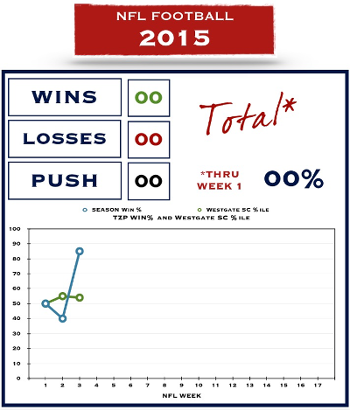 NFL FOOTBALL
2015
WINS 00
LOSSES 00
PUSH 00
Total*
*THRU
WEEK 1
00%
SEASON WIN % WESTGATE SC %ILE
TZP WIN% AND WESTGATE SC %ILE
100
90
80
70
60
50
40
30
20
10
0
1 2 3 4 5 6 7 8 9 10 11 12 13 14 15 16 17
NFL WEEK